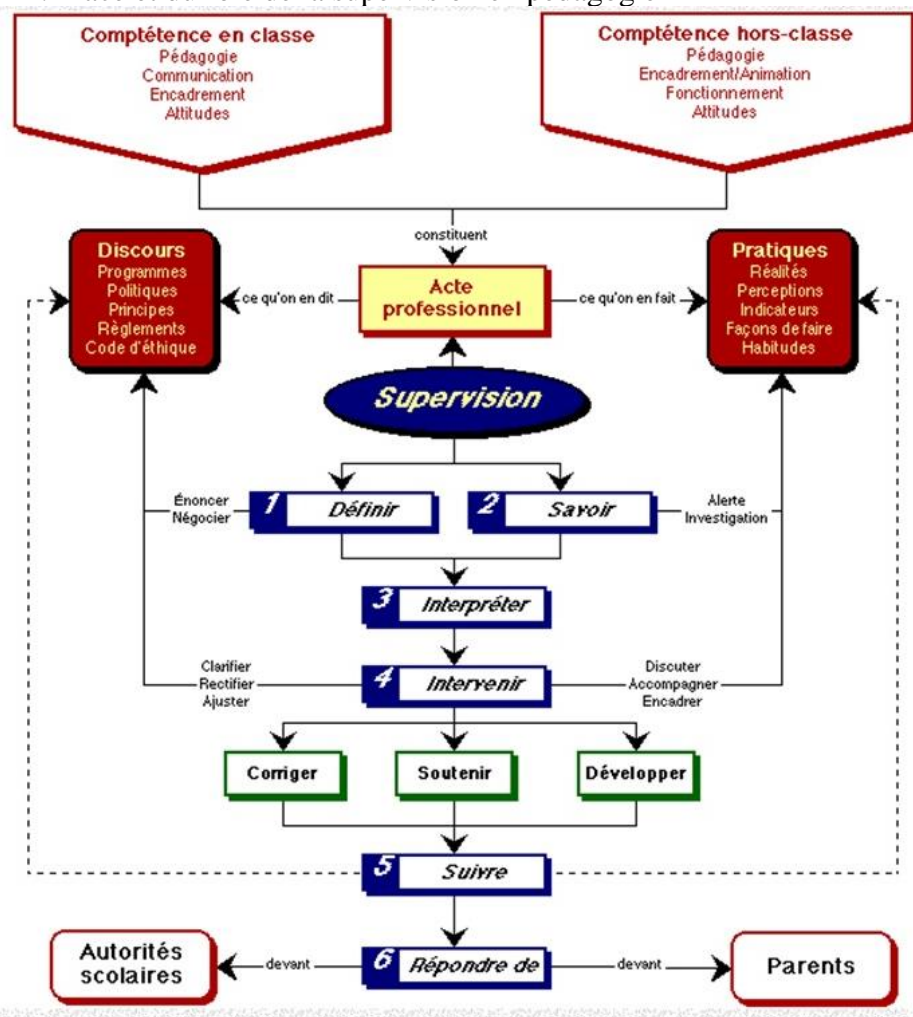 Comptétence en classe
Pédagogie
Communication
Encadrement
Attitudes
Comptétence hors-classe
Pédagogie
Encadrement/Animation
Fonctionnement
Attitudes
constituent
Discours
Programmes
Politiques
Principes
Règlements
Code d'éthique
ce qu'on en dit
Acte
professionnel
ce qu'on en fait
Pratiques
Réalités
Perceptions
Indicateurs
Façons de faire
Habitudes
Supervision
Énoncer
Négocier
1 Définir
2 Savoir
Alerte
Investigation
3 Interpréter
Clarifier
Rectifier
Ajuster
4 Intervenir
Discuter
Accompagner
Encadrer
Corriger
Soutenir
Développer
5 Suivre
Autorités
scolaires
devant
6 Répondre de
devant
Parents